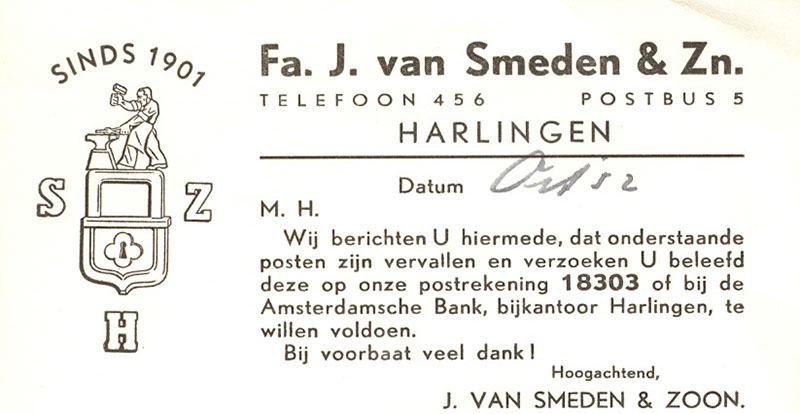 SINDS 1901
S Z
H
Fa. J. van Smeden & Zn.
TELEFOON 456 POSTBUS 5
HARLINGEN
Datum Oct '52
M. H.
Wij berichten U hiermede, dat onderstaande
posten zijn vervallen en verzoeken U beleefd
deze op onze postrekening 18303 of bij de
Amsterdamsche Bank, bijkantoor Harlingen, te
willen voldoen.
Bij voorbaat veel dank!
Hoogachtend,
J. VAN SMEDEN & ZOON.